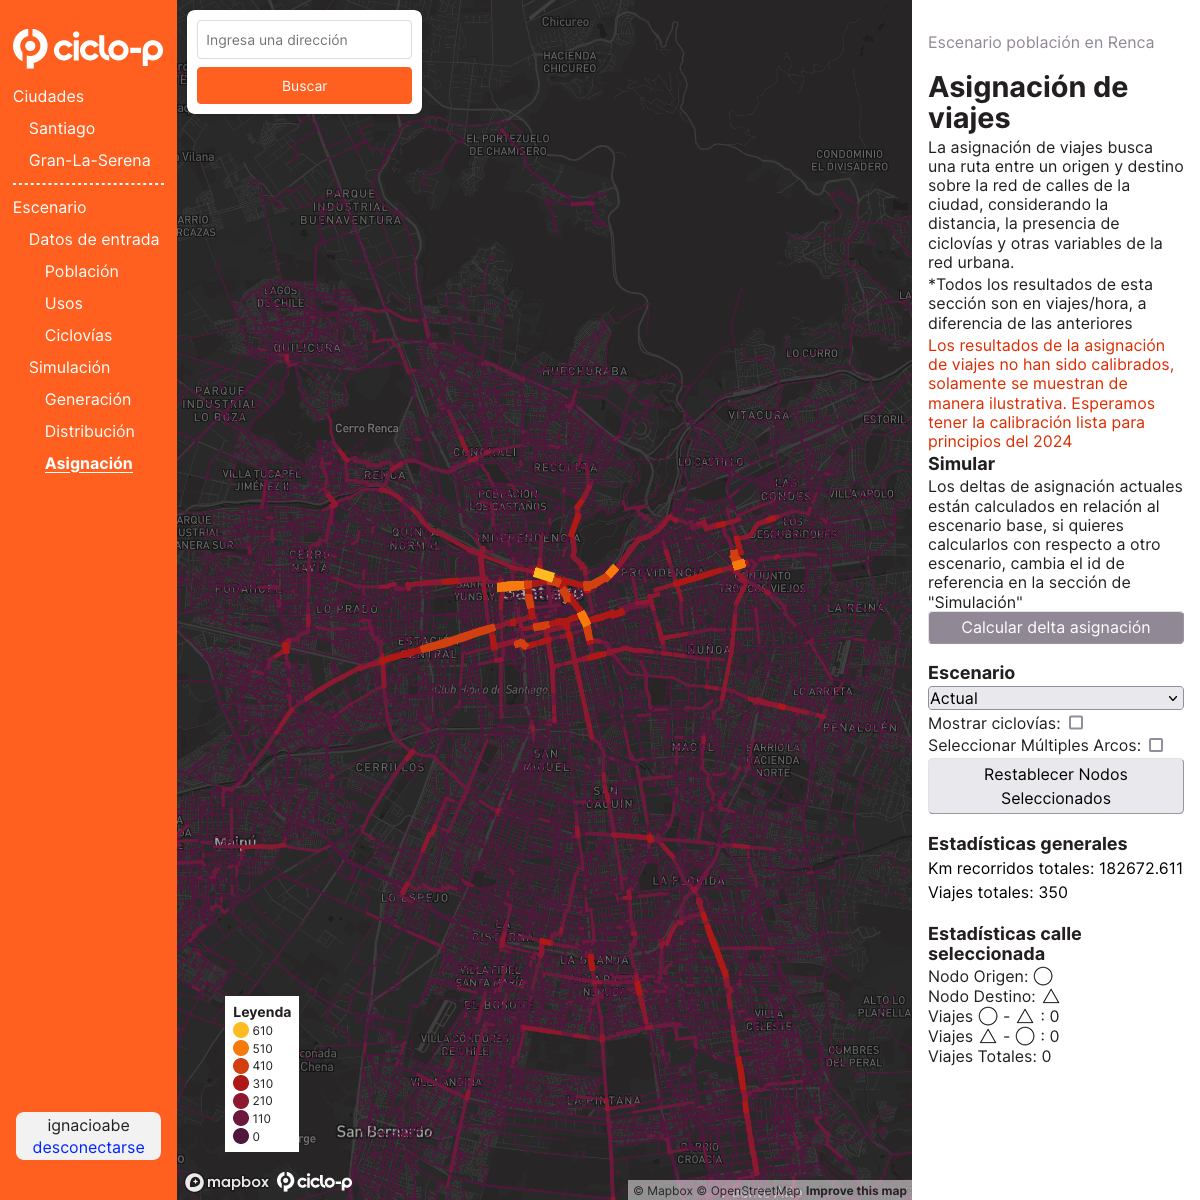 ciclo-p
Ciudades
Santiago
Gran-La-Serena
Escenario
Datos de entrada
Población
Usos
Ciclovías
Simulación
Generación
Distribución
Asignación
ignacioabe
desconectarse
Ingresa una dirección
Buscar
Chicureo
HACIENDA
CHICUREO
Vilana
EL PORTEZUELO
DE CHAMISERO
CONDOMINIO
EL DIVISADERO
PARQUE
INDUSTRIAL
BUENAVENTURA
LAGOS
DE CHILE
QUILICURA
LO CURRO
HUECHURABA
PARQUE
INDUSTRIAL
LO BOZA
VITACURA
ESTORIL
Cerro Renca
CONCHALÍ
RECOLETA
LO CASTILLO
RENCA
VILLA TUCAPEL
JIMÉNEZ II
POBLACIÓN
LOS CASTAÑOS
LAS
CONDES
VILLA APOLO
LOS
DESCUBRIDORES
QUINTA
NORMAL
INDEPENDENCIA
CERRO
NAVIA
PUDAHUEL
BARRIO
YUNGAY
Santiago
PROVIDENCIA
CONJUNTO
TRONCOS VIEJOS
LO PRADO
LA REINA
ESTACIÓN
CENTRAL
ÑUÑOA
Club Hípico de Santiago
LO ARRIETA
PEÑALOLÉN
SAN
MIGUEL
MACUL
BARRIO LA
HACIENDA
NORTE
CERRILLOS
SAN
JOAQUÍN
Maipú
LA FLORIDA
LO ESPEJO
LA
CISTERNA
LA GRANJA
VILLA FIDEL
SANTA MARÍA
EL BOSQUE
ALTO LO
PLANELLA
VILLA
CELESTE
VILLA CÓNDORES
DE CHILE
CUMBRES
DEL PERAL
VILLA ANDINA
LA PINTANA
San Bernardo
BARRIO
CROACIA
Leyenda
610
510
410
310
210
110
0
mapbox
ciclo-p
© Mapbox © OpenStreetMap Improve this map
Escenario población en Renca
Asignación de
viajes
La asignación de viajes busca
una ruta entre un origen y destino
sobre la red de calles de la
ciudad, considerando la
distancia, la presencia de
ciclovías y otras variables de la
red urbana.
*Todos los resultados de esta
sección son en viajes/hora, a
diferencia de las anteriores
Los resultados de la asignación
de viajes no han sido calibrados,
solamente se muestran de
manera ilustrativa. Esperamos
tener la calibración lista para
principios del 2024
Simular
Los deltas de asignación actuales
están calculados en relación al
escenario base, si quieres
calcularlos con respecto a otro
escenario, cambia el id de
referencia en la sección de
"Simulación"
Calcular delta asignación
Escenario
Actual
Mostrar ciclovías:
Seleccionar Múltiples Arcos:
Restablecer Nodos
Seleccionados
Estadísticas generales
Km recorridos totales: 182672.611
Viajes totales: 350
Estadísticas calle
seleccionada
Nodo Origen: ◯
Nodo Destino: △
Viajes ◯ - △ : 0
Viajes △ - ◯ : 0
Viajes Totales: 0